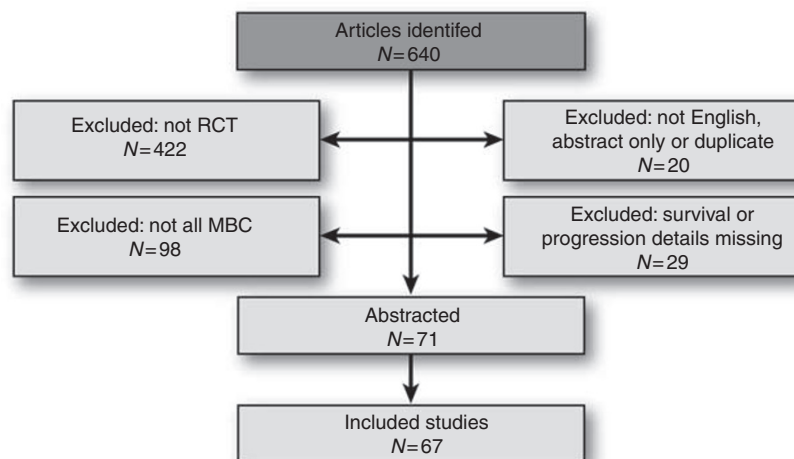 Articles identifed
N=640
Excluded: not RCT
N=422
Excluded: not English,
abstract only or duplicate
N=20
Excluded: not all MBC
N=98
Excluded: survival or
progression details missing
N=29
Abstracted
N=71
Included studies
N=67